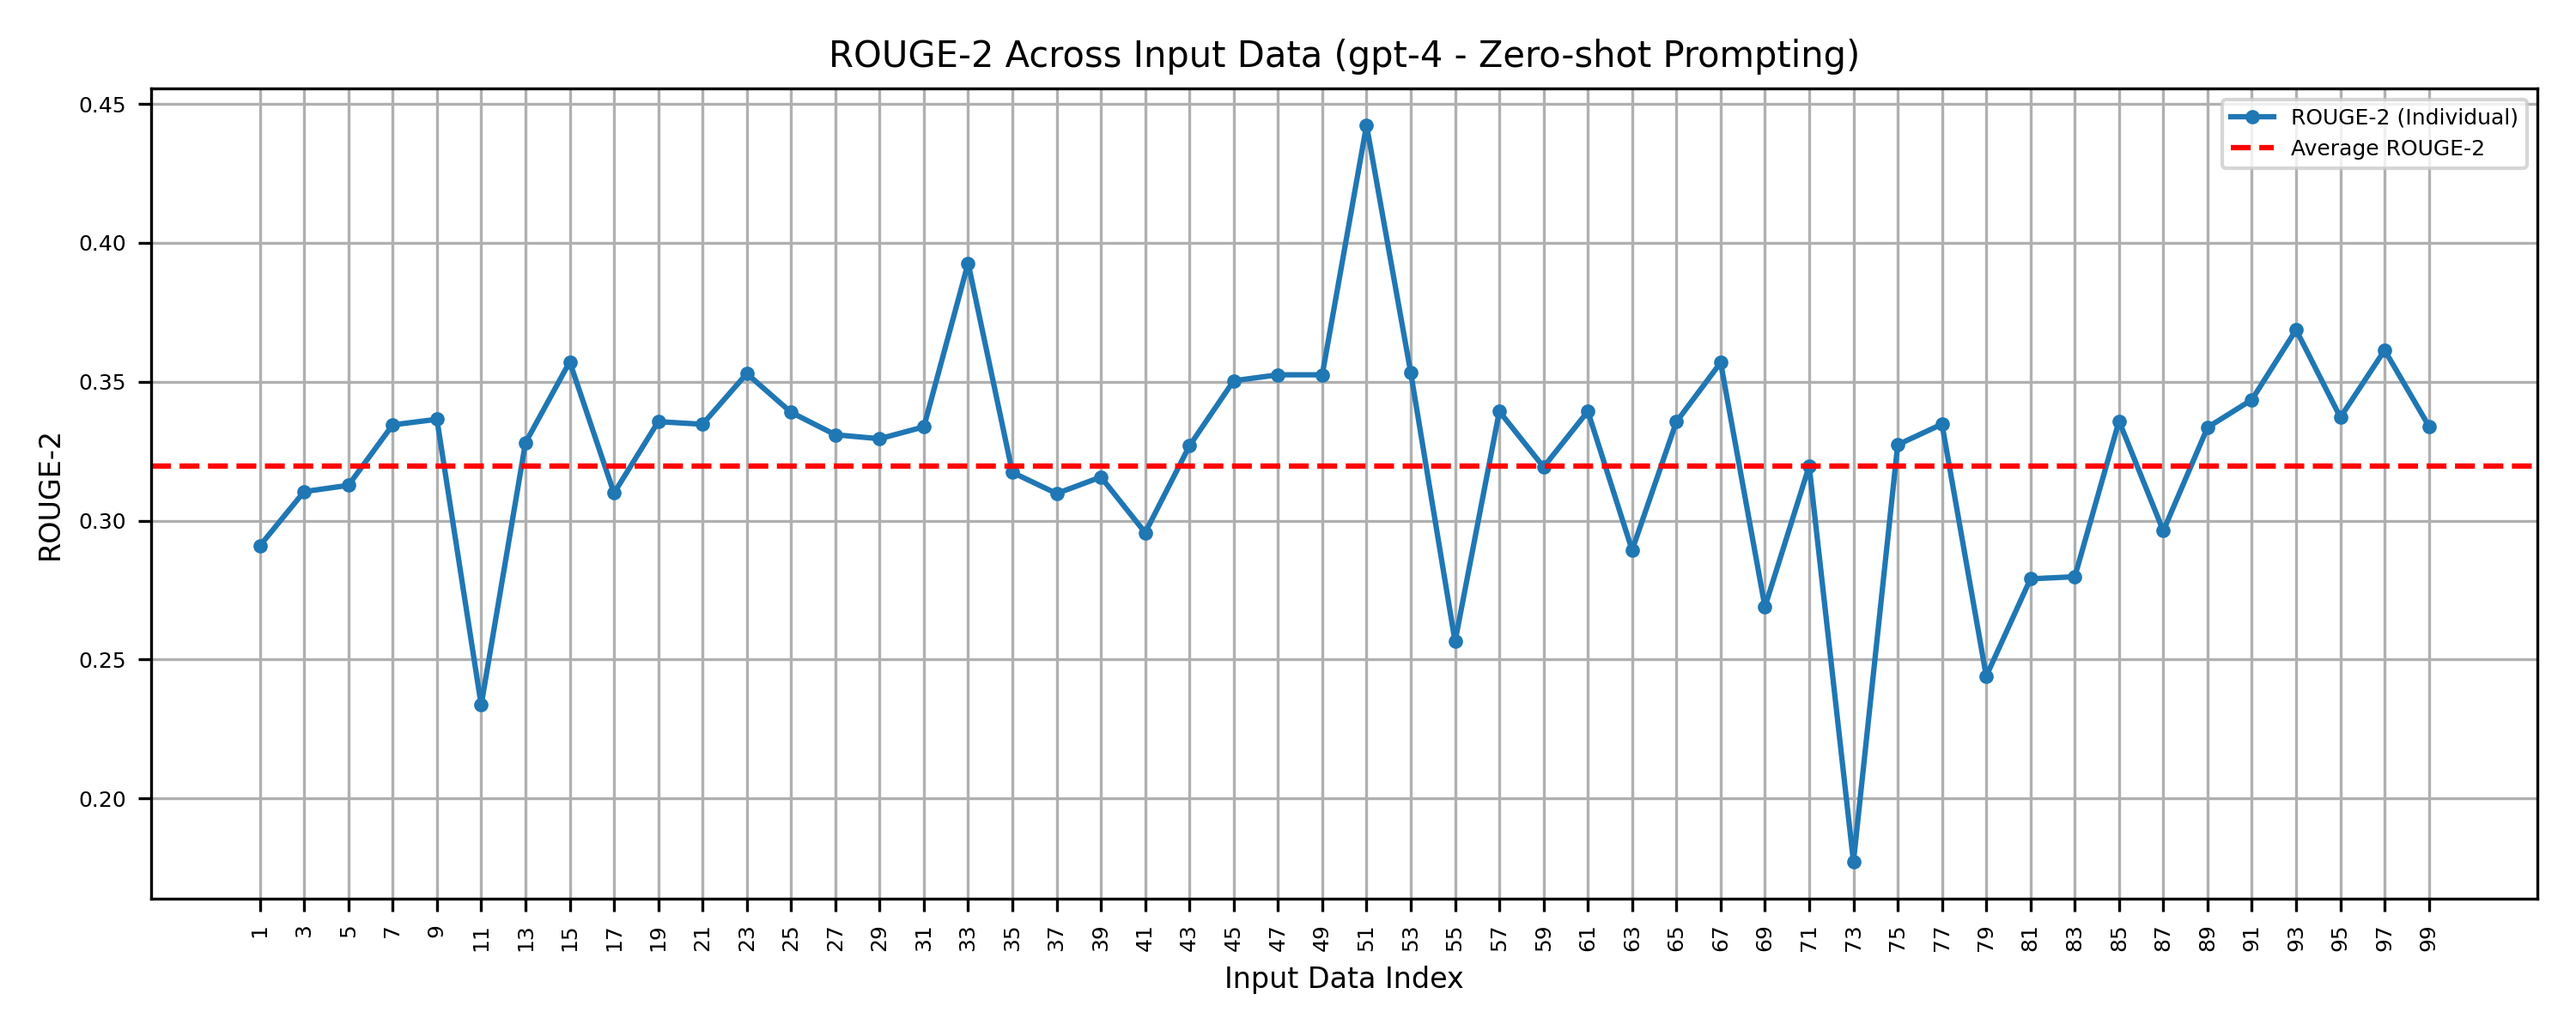 ROUGE-2 Across Input Data (gpt-4 - Zero-shot Prompting)
ROUGE-2 (Individual)
Average ROUGE-2
0.45
0.40
0.35
0.30
0.25
0.20
ROUGE-2
1 3 5 7 9 11 13 15 17 19 21 23 25 27 29 31 33 35 37 39 41 43 45 47 49 51 53 55 57 59 61 63 65 67 69 71 73 75 77 79 81 83 85 87 89 91 93 95 97 99
Input Data Index